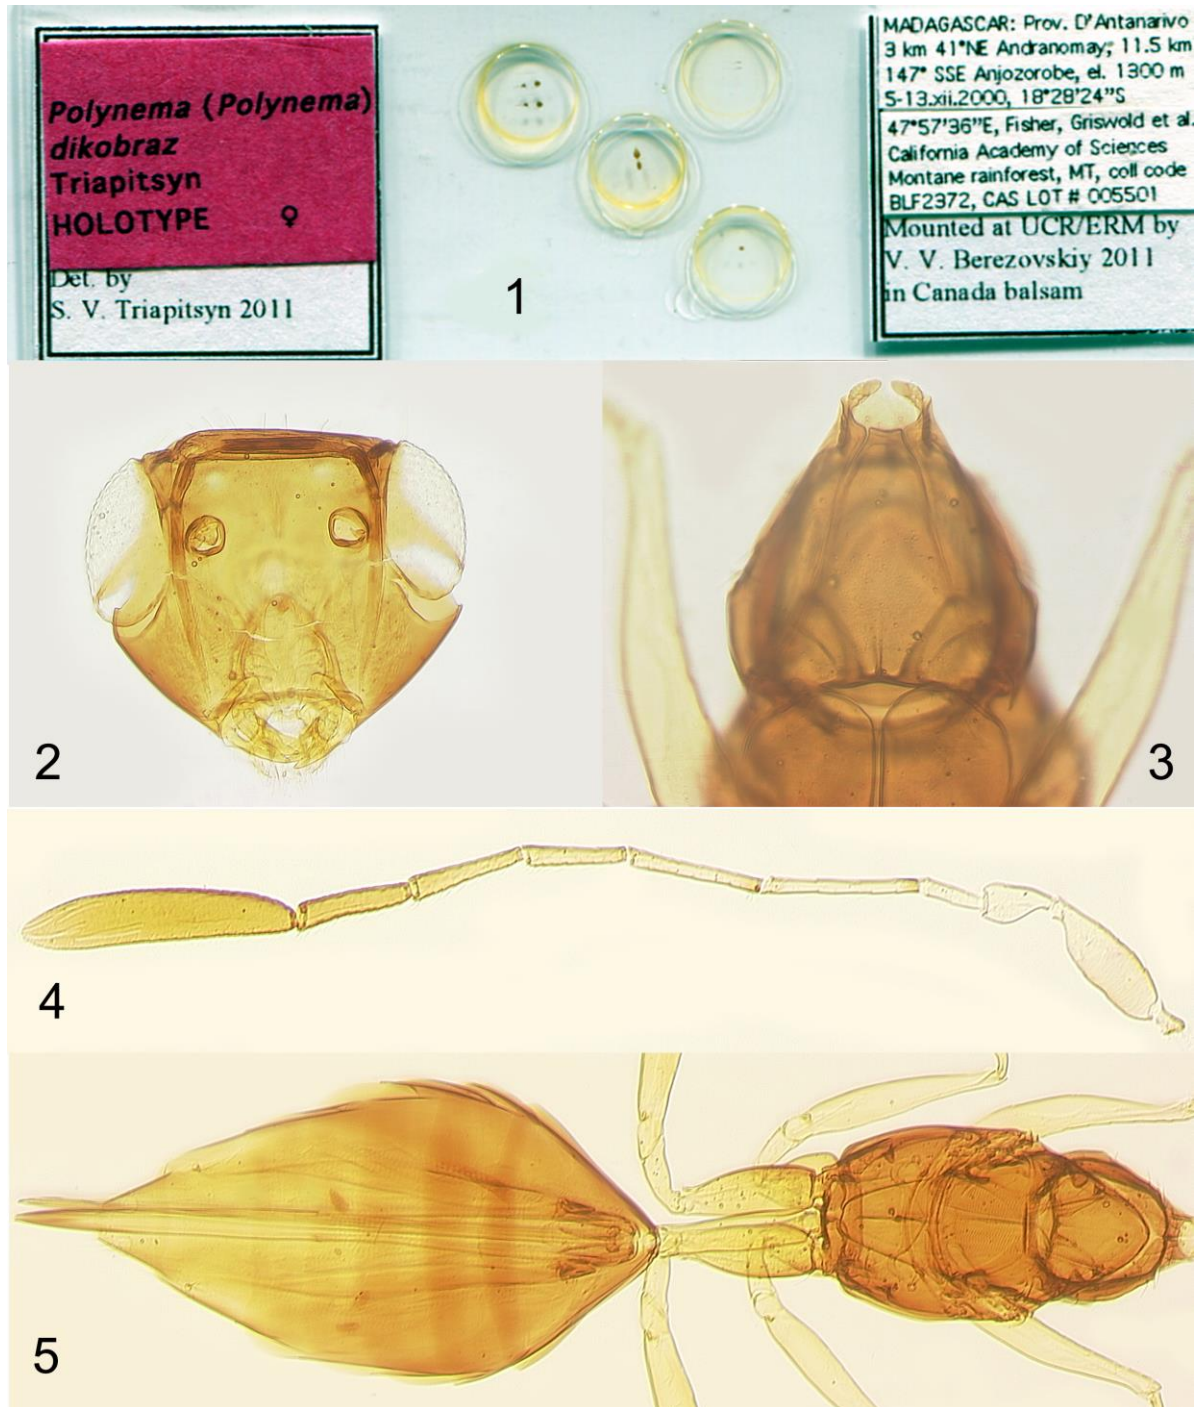 Polynema (Polynema)
dikobraz
Triapitsyn
HOLOTYPE ♀
Det. by
S. V. Triapitsyn 2011
1
MADAGASCAR: Prov. D'Antanarivo
3 km 41°NE Andranomay; 11.5 km
147° SSE Anjozorobe, el. 1300 m
5-13.xii.2000, 18°28'24"S
47°57'36"E, Fisher, Griswold et al.
California Academy of Sciences
Montane rainforest, MT, coll code
BLF2372, CAS LOT # 005501
Mounted at UCR/ERM by
V. V. Berezovskiy 2011
in Canada balsam
2
3
4
5